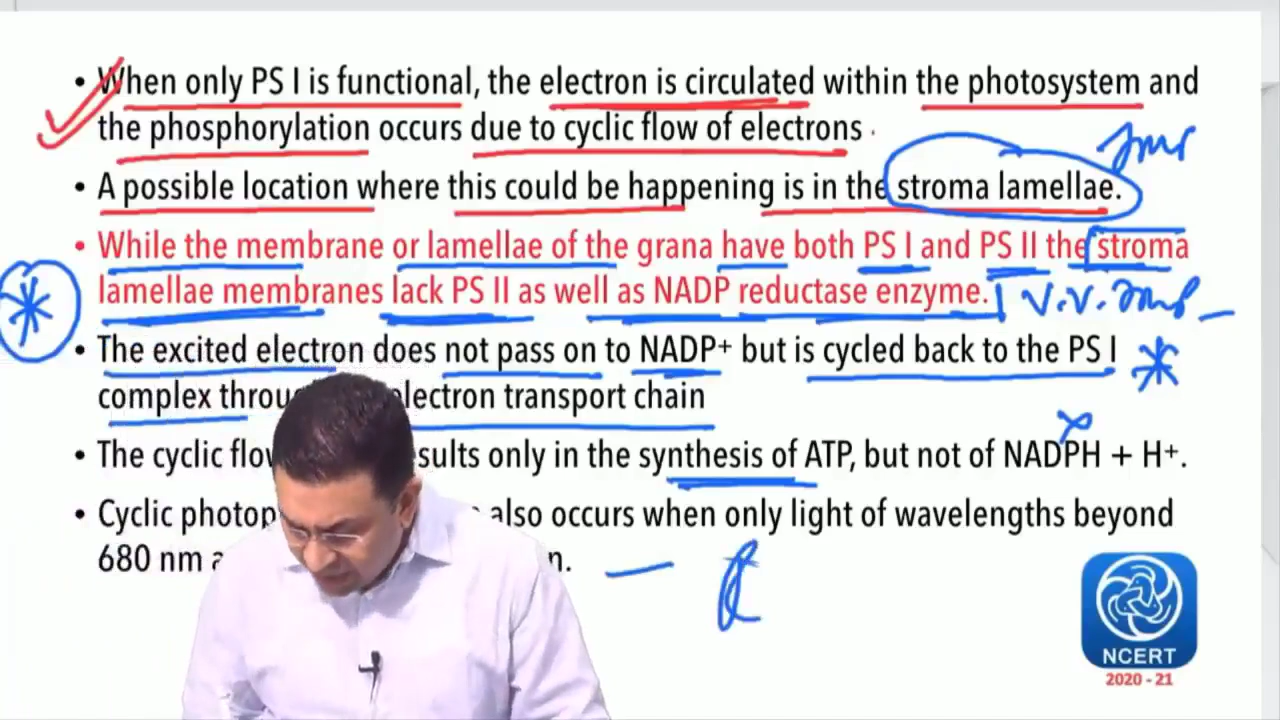 • When only PS I is functional, the electron is circulated within the photosystem and
the phosphorylation occurs due to cyclic flow of electrons
• A possible location where this could be happening is in the stroma lamellae.
• While the membrane or lamellae of the grana have both PS I and PS II the stroma
lamellae membranes lack PS II as well as NADP reductase enzyme.
• The excited electron does not pass on to NADP+ but is cycled back to the PS I
complex electron transport chain
• The cyclic only in the synthesis of ATP, but not of NADPH + H+.
• Cyclic also occurs when only light of wavelengths beyond
680 nm
NCERT
2020 - 21